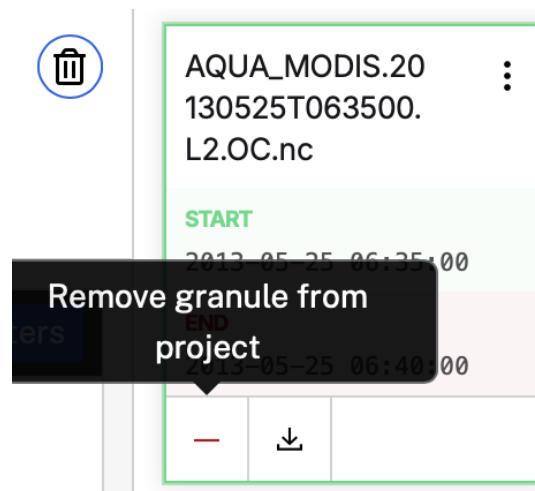 AQUA_MODIS.20
130525T063500.
L2.OC.nc
START
2013-05-25 06:35:00
Remove granule from
project
END
ters
2013-05-25 06:40:00